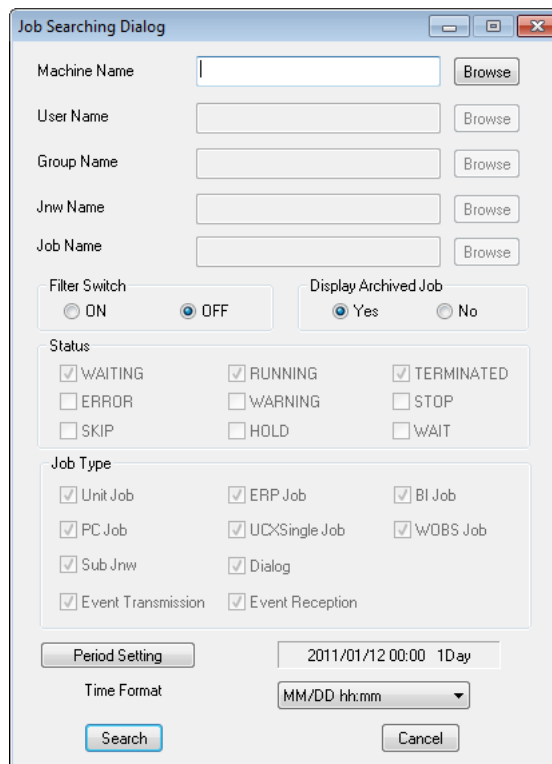 Job Searching Dialog
Machine Name Browse
User Name Browse
Group Name Browse
Jnw Name Browse
Job Name Browse
Filter Switch Display Archived Job
ON OFF Yes No
Status
WAITING RUNNING TERMINATED
ERROR WARNING STOP
SKIP HOLD WAIT
Job Type
Unit Job ERP Job BI Job
PC Job UCXSingle Job WOBS Job
Sub Jnw Dialog
Event Transmission Event Reception
Period Setting 2011/01/12 00:00 1Day
Time Format MM/DD hh:mm
Search Cancel